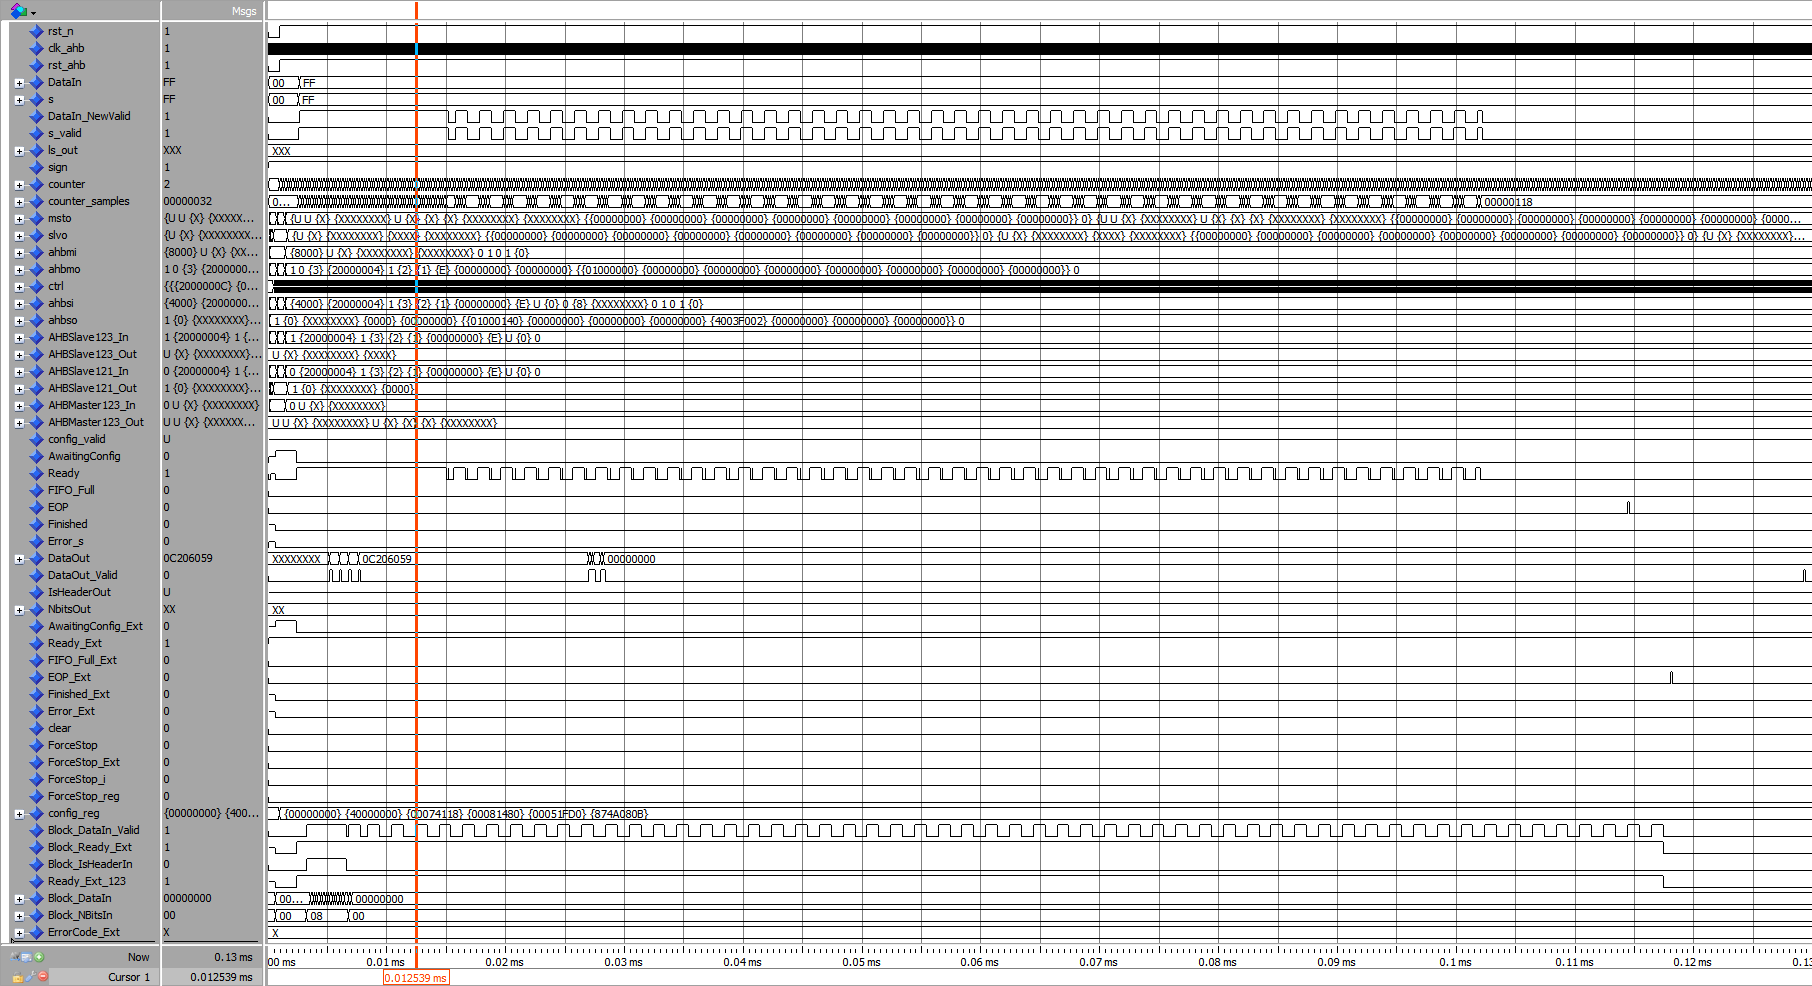 Msgs
rst_n 1
clk_ahb 1
rst_ahb 1
DataIn FF 00 FF
s FF 00 FF
DataIn_NewValid 1
s_valid 1
ls_out XXX XXX
sign 1
counter 2
counter_samples 00000032 0... 00000118
msto {U U {X} {XXXXX... {U U {X} {XXXXXXXX} U {X} {X} {X} {XXXXXXXX} {XXXXXXXX} {{00000000} {00000000} {00000000} {00000000} {00000000} {00000000} {00000000}} 0} {U U {X} {XXXXXXXX} U {X} {X} {X} {XXXXXXXX} {XXXXXXXX} {{00000000} {00000000} {00000000} {00000000} {00000000} {0000...
slvo {U {X} {XXXXXXXX... {U {X} {XXXXXXXX} {XXXX} {XXXXXXXX} {{00000000} {00000000} {00000000} {00000000} {00000000} {00000000} {00000000}} 0} {U {X} {XXXXXXXX} {XXXX} {XXXXXXXX} {{00000000} {00000000} {00000000} {00000000} {00000000} {00000000} {00000000}} 0} {U {X} {XXXXXXXX}...
ahbmi {8000} U {X} {XX... {8000} U {X} {XXXXXXXX} {XXXXXXXX} 0 1 0 1 {0}
ahbmo 1 0 {3} {2000000... 1 0 {3} {20000004} 1 {2} {1} {E} {00000000} {00000000} {{01000000} {00000000} {00000000} {00000000} {00000000} {00000000} {00000000}} 0
ctrl {{{2000000C} {0...
ahbsi {4000} {2000000... {4000} {20000004} 1 {3} {2} {1} {00000000} {E} U {0} 0 {8} {XXXXXXXX} 0 1 0 1 {0}
ahbso 1 {0} {XXXXXXXX}... 1 {0} {XXXXXXXX} {0000} {00000000} {{01000140} {00000000} {00000000} {00000000} {4003F002} {00000000} {00000000} {00000000}} 0
AHBSlave123_In 1 {20000004} 1 {... 1 {20000004} 1 {3} {2} {1} {00000000} {E} U {0} 0
AHBSlave123_Out U {X} {XXXXXXXX}... U {X} {XXXXXXXX} {XXXX}
AHBSlave121_In 0 {20000004} 1 {... 0 {20000004} 1 {3} {2} {1} {00000000} {E} U {0} 0
AHBSlave121_Out 1 {0} {XXXXXXXX}... 1 {0} {XXXXXXXX} {0000}
AHBMaster123_In 0 U {X} {XXXXXXXX} 0 U {X} {XXXXXXXX}
AHBMaster123_Out U U {X} {XXXXXX... U U {X} {XXXXXXXX} U {X} {X} {X} {XXXXXXXX}
config_valid U
AwaitingConfig 0
Ready 1
FIFO_Full 0
EOP 0
Finished 0
Error_s 0
DataOut 0C206059 XXXXXXXX 0C206059 00000000
DataOut_Valid 0
IsHeaderOut U
NbitsOut XX XX
AwaitingConfig_Ext 0
Ready_Ext 1
FIFO_Full_Ext 0
EOP_Ext 0
Finished_Ext 0
Error_Ext 0
clear 0
ForceStop 0
ForceStop_Ext 0
ForceStop_i 0
ForceStop_reg 0
config_reg {00000000} {400... {00000000} {40000000} {00074118} {00081480} {00051FD0} {874A080B}
Block_DataIn_Valid 1
Block_Ready_Ext 1
Block_IsHeaderIn 0
Ready_Ext_123 1
Block_DataIn 00000000 00... 00000000
Block_NBitsIn 00 00 08 00
ErrorCode_Ext X X
Now 0.13 ms 00 ms 0.01 ms 0.02 ms 0.03 ms 0.04 ms 0.05 ms 0.06 ms 0.07 ms 0.08 ms 0.09 ms 0.1 ms 0.11 ms 0.12 ms 0.13
Cursor 1 0.012539 ms 0.012539 ms